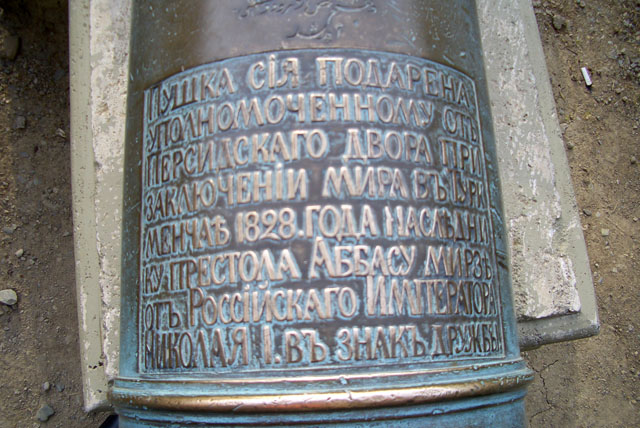 ПУШКА СІЯ ПОДАРЕНА
УПОЛНОМОЧЕННОМУ ОТЪ
ПЕРСИДСКАГО ДВОРА ПРИ
ЗАКЛЮЧЕНІИ МИРА ВЪ ТУРК
МЕНЧАѢ 1828. ГОДА НАСЛѢДНИ
КУ ПРЕСТОЛА АББАСУ МИРЗѢ
ОТЪ РОССІЙСКАГО ИМПЕРАТОРА
НИКОЛАЯ I. ВЪ ЗНАКЪ ДРУЖБЫ